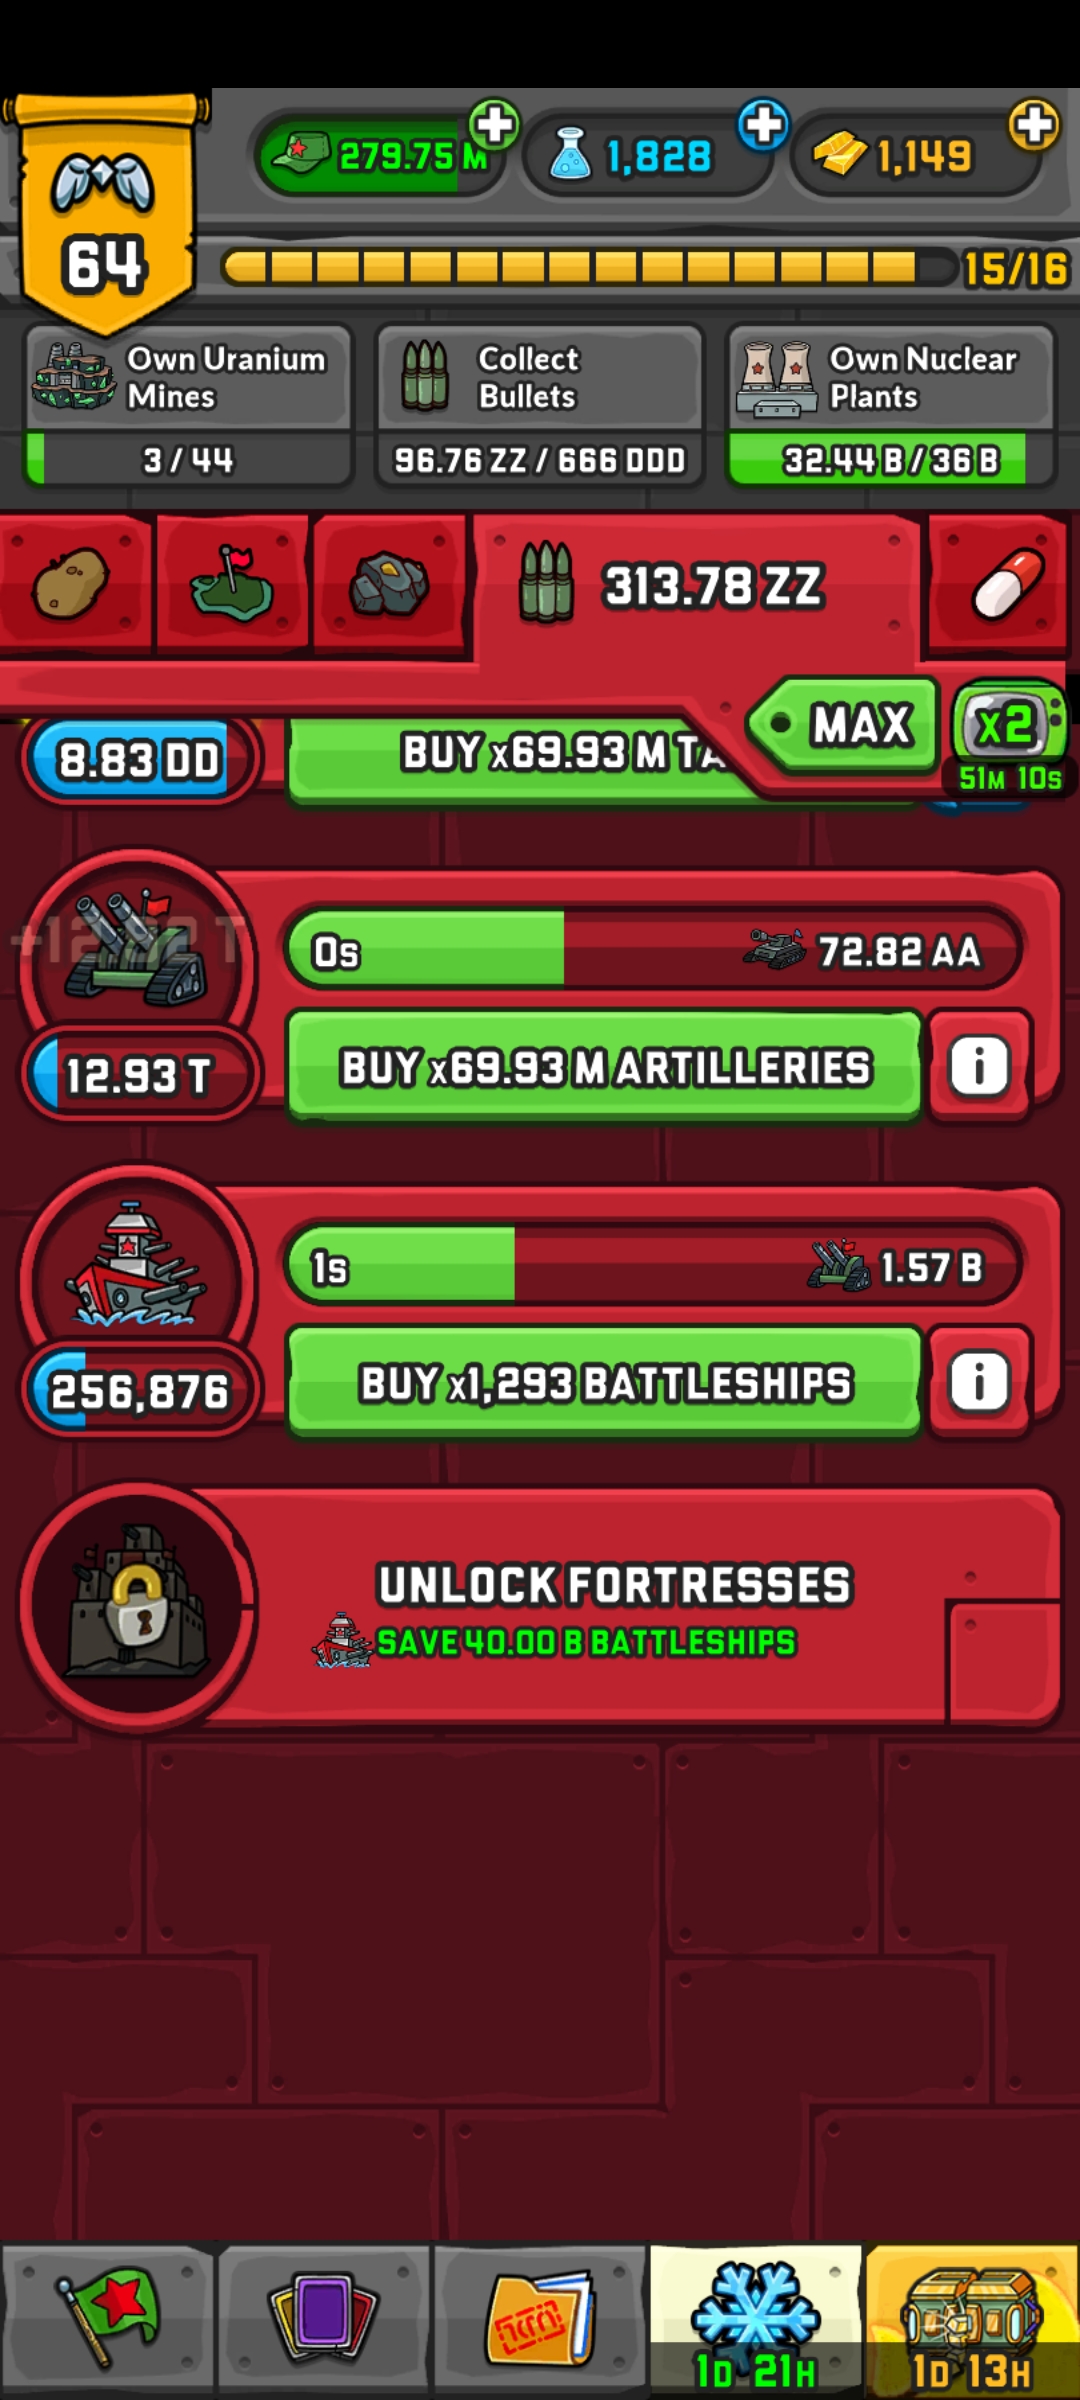 279.75 M
1,828
1,149
64
15/16
Own Uranium
Mines
3 / 44
Collect
Bullets
96.76 ZZ / 666 DDD
Own Nuclear
Plants
32.44 B / 36 B
313.78 ZZ
MAX
x2
51M 10S
8.83 DD
BUY x69.93 M TA
+12.82 T
0s
72.82 AA
12.93 T
BUY x69.93 M ARTILLERIES
i
1s
1.57 B
256,876
BUY x1,293 BATTLESHIPS
i
UNLOCK FORTRESSES
SAVE 40.00 B BATTLESHIPS
1D 21H
1D 13H